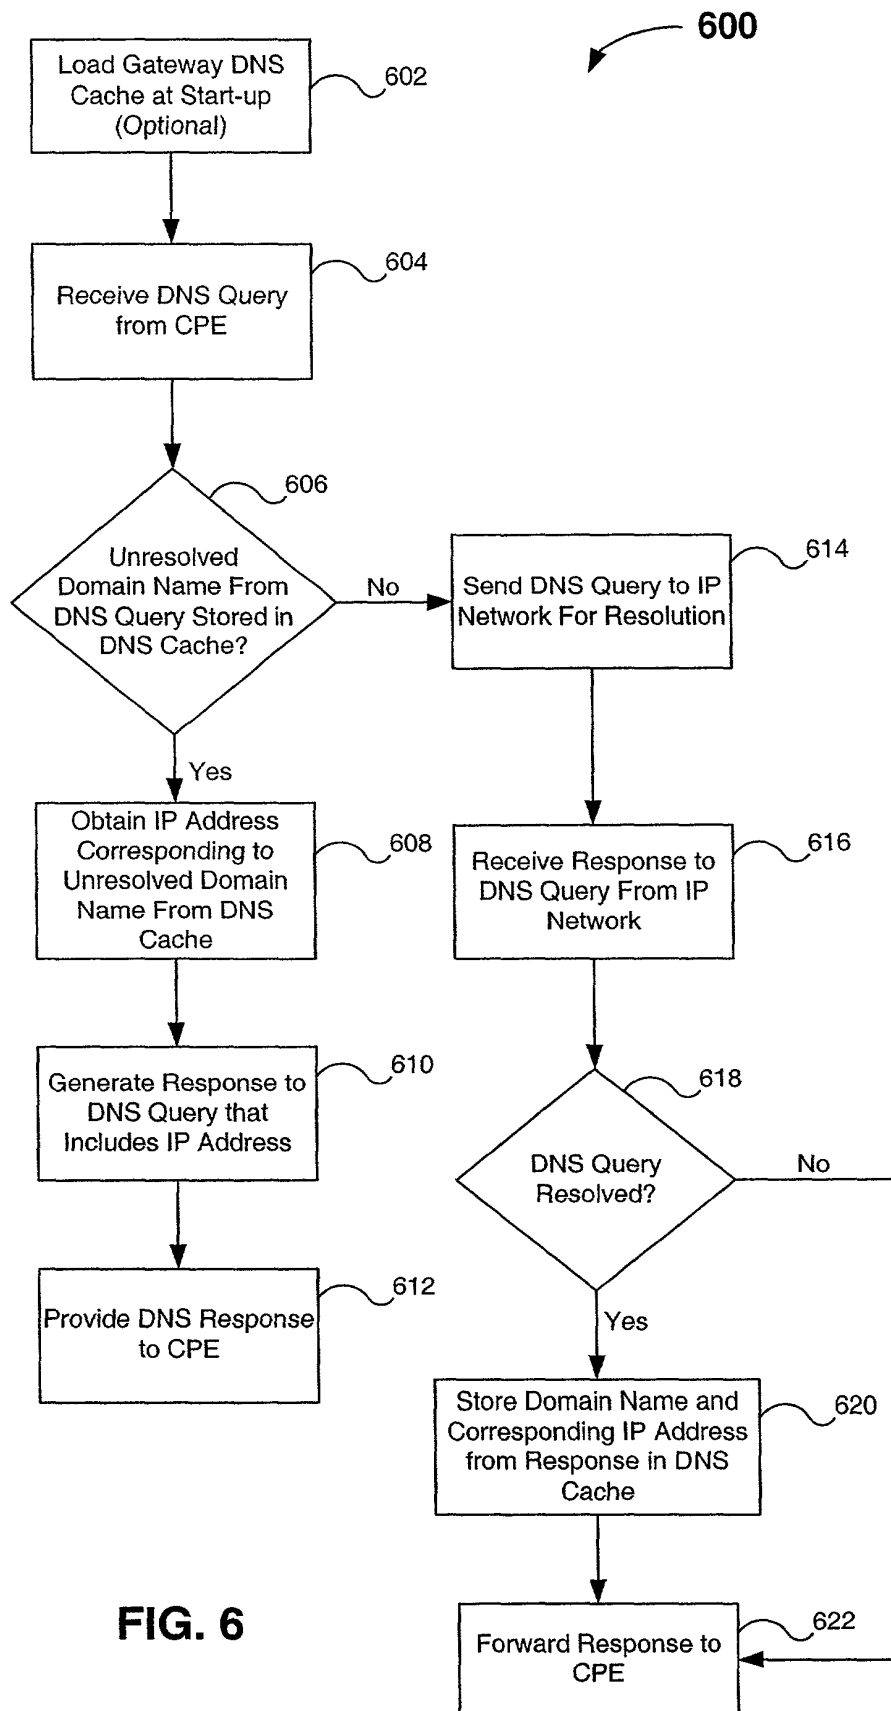 600
Load Gateway DNS
Cache at Start-up
(Optional)
602
Receive DNS Query
from CPE
604
Unresolved
Domain Name From
DNS Query Stored in
DNS Cache?
606
No
Send DNS Query to IP
Network For Resolution
614
Yes
Obtain IP Address
Corresponding to
Unresolved Domain
Name From DNS
Cache
608
Receive Response to
DNS Query From IP
Network
616
Generate Response to
DNS Query that
Includes IP Address
610
DNS Query
Resolved?
618
No
Provide DNS Response
to CPE
612
Yes
Store Domain Name and
Corresponding IP Address
from Response in DNS
Cache
620
Forward Response to
CPE
622
FIG. 6